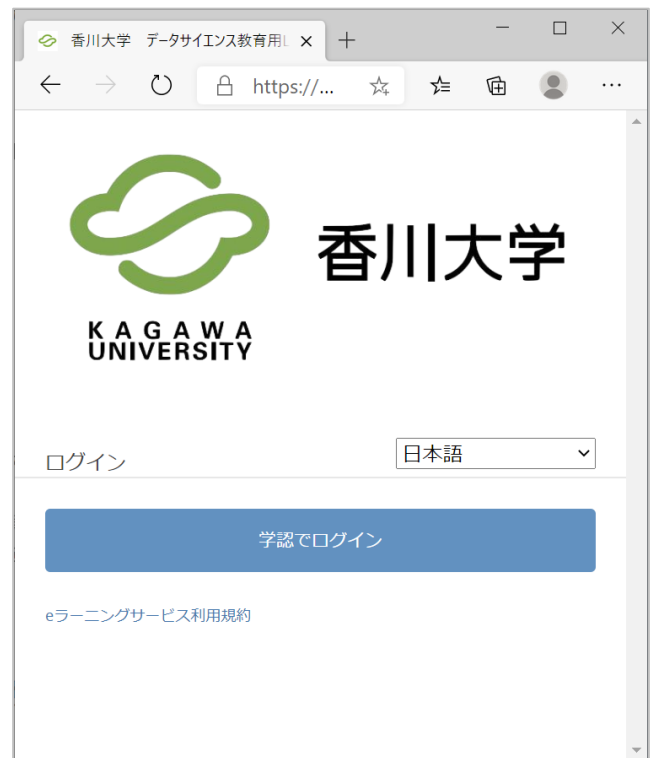 香川大学 データサイエンス教育用
https://...
香川大学
KAGAWA
UNIVERSITY
ログイン
日本語
学認でログイン
eラーニングサービス利用規約